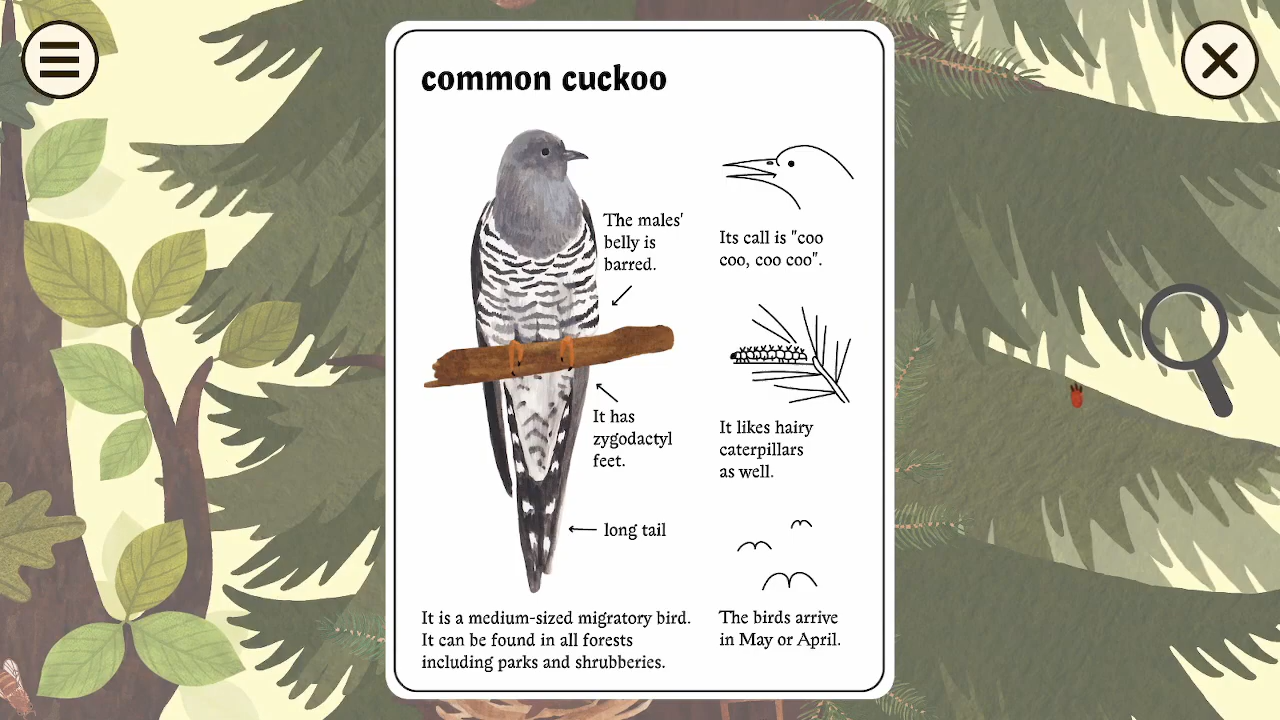 common cuckoo
The males'
belly is
barred.
It has
zygodactyl
feet.
long tail
It is a medium-sized migratory bird.
It can be found in all forests
including parks and shrubberies.
Its call is "coo
coo, coo coo".
It likes hairy
caterpillars
as well.
The birds arrive
in May or April.